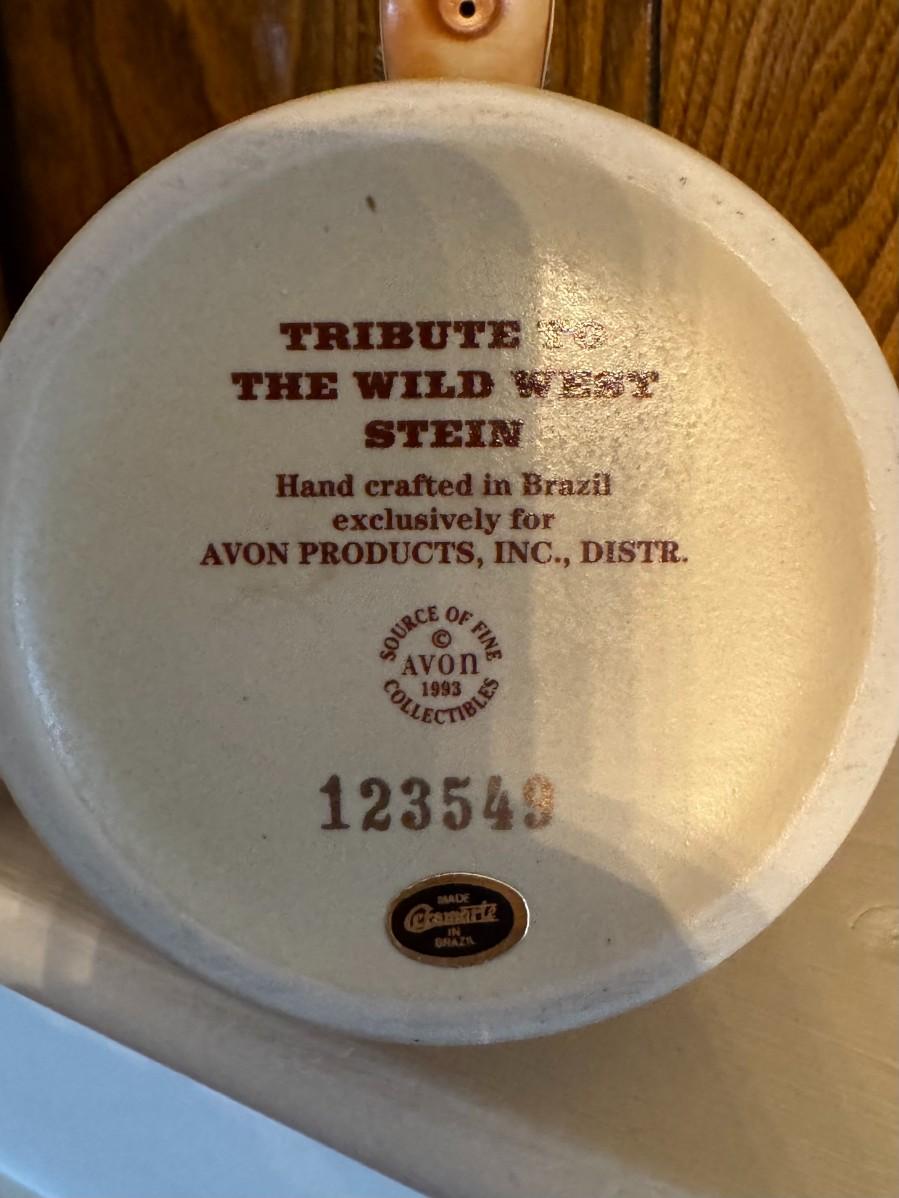 TRIBUTE TO
THE WILD WEST
STEIN
Hand crafted in Brazil
exclusively for
AVON PRODUCTS, INC., DISTR.
SOURCE OF FINE
©
AVON
1993
COLLECTIBLES
123549
MADE
Ceramarte
IN
BRAZIL